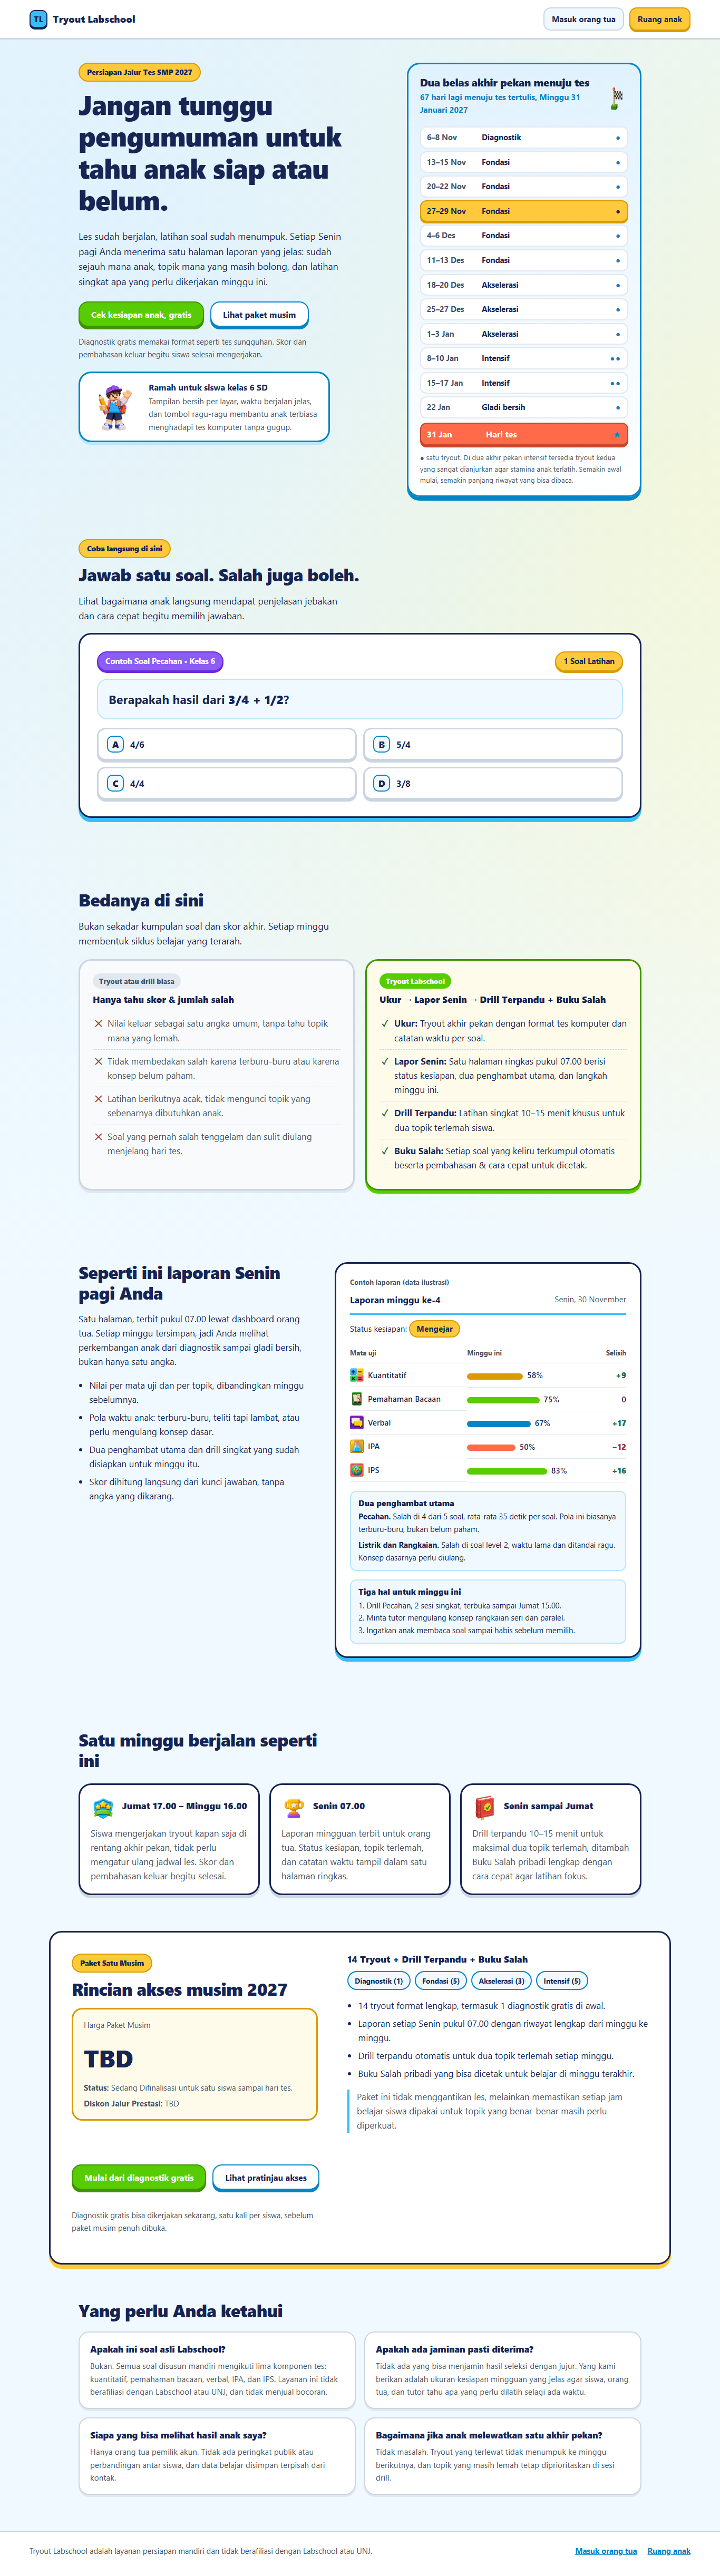 TL Tryout Labschool
Masuk orang tua
Ruang anak
Persiapan Jalur Tes SMP 2027
Jangan tunggu
pengumuman untuk
tahu anak siap atau
belum.
Les sudah berjalan, latihan soal sudah menumpuk. Setiap Senin
pagi Anda menerima satu halaman laporan yang jelas: sudah
sejauh mana anak, topik mana yang masih bolong, dan latihan
singkat apa yang perlu dikerjakan minggu ini.
Cek kesiapan anak, gratis
Lihat paket musim
Diagnostik gratis memakai format seperti tes sungguhan. Skor dan
pembahasan keluar begitu siswa selesai mengerjakan.
Ramah untuk siswa kelas 6 SD
Tampilan bersih per layar, waktu berjalan jelas,
dan tombol ragu-ragu membantu anak terbiasa
menghadapi tes komputer tanpa gugup.
Dua belas akhir pekan menuju tes
67 hari lagi menuju tes tertulis, Minggu 31
Januari 2027
6–8 Nov Diagnostik ●
13–15 Nov Fondasi ●
20–22 Nov Fondasi ●
27–29 Nov Fondasi ●
4–6 Des Fondasi ●
11–13 Des Fondasi ●
18–20 Des Akselerasi ●
25–27 Des Akselerasi ●
1–3 Jan Akselerasi ●
8–10 Jan Intensif ●●
15–17 Jan Intensif ●●
22 Jan Gladi bersih ●
31 Jan Hari tes ★
● satu tryout. Di dua akhir pekan intensif tersedia tryout kedua
yang sangat dianjurkan agar stamina anak terlatih. Semakin awal
mulai, semakin panjang riwayat yang bisa dibaca.
Coba langsung di sini
Jawab satu soal. Salah juga boleh.
Lihat bagaimana anak langsung mendapat penjelasan jebakan
dan cara cepat begitu memilih jawaban.
Contoh Soal Pecahan • Kelas 6
1 Soal Latihan
Berapakah hasil dari 3/4 + 1/2?
A 4/6
B 5/4
C 4/4
D 3/8
Bedanya di sini
Bukan sekadar kumpulan soal dan skor akhir. Setiap minggu
membentuk siklus belajar yang terarah.
Tryout atau drill biasa
Hanya tahu skor & jumlah salah
✕ Nilai keluar sebagai satu angka umum, tanpa tahu topik
mana yang lemah.
✕ Tidak membedakan salah karena terburu-buru atau karena
konsep belum paham.
✕ Latihan berikutnya acak, tidak mengunci topik yang
sebenarnya dibutuhkan anak.
✕ Soal yang pernah salah tenggelam dan sulit diulang
menjelang hari tes.
Tryout Labschool
Ukur → Lapor Senin → Drill Terpandu + Buku Salah
✓ Ukur: Tryout akhir pekan dengan format tes komputer dan
catatan waktu per soal.
✓ Lapor Senin: Satu halaman ringkas pukul 07.00 berisi
status kesiapan, dua penghambat utama, dan langkah
minggu ini.
✓ Drill Terpandu: Latihan singkat 10–15 menit khusus untuk
dua topik terlemah siswa.
✓ Buku Salah: Setiap soal yang keliru terkumpul otomatis
beserta pembahasan & cara cepat untuk dicetak.
Seperti ini laporan Senin
pagi Anda
Satu halaman, terbit pukul 07.00 lewat dashboard orang
tua. Setiap minggu tersimpan, jadi Anda melihat
perkembangan anak dari diagnostik sampai gladi bersih,
bukan hanya satu angka.
• Nilai per mata uji dan per topik, dibandingkan minggu
sebelumnya.
• Pola waktu anak: terburu-buru, teliti tapi lambat, atau
perlu mengulang konsep dasar.
• Dua penghambat utama dan drill singkat yang sudah
disiapkan untuk minggu itu.
• Skor dihitung langsung dari kunci jawaban, tanpa
angka yang dikarang.
Contoh laporan (data ilustrasi)
Laporan minggu ke-4 Senin, 30 November
Status kesiapan: Mengejar
Mata uji Minggu ini Selisih
Kuantitatif 58% +9
Pemahaman Bacaan 75% 0
Verbal 67% +17
IPA 50% −12
IPS 83% +16
Dua penghambat utama
Pecahan. Salah di 4 dari 5 soal, rata-rata 35 detik per soal. Pola ini biasanya
terburu-buru, bukan belum paham.
Listrik dan Rangkaian. Salah di soal level 2, waktu lama dan ditandai ragu.
Konsep dasarnya perlu diulang.
Tiga hal untuk minggu ini
1. Drill Pecahan, 2 sesi singkat, terbuka sampai Jumat 15.00.
2. Minta tutor mengulang konsep rangkaian seri dan paralel.
3. Ingatkan anak membaca soal sampai habis sebelum memilih.
Satu minggu berjalan seperti
ini
Jumat 17.00 – Minggu 16.00
Siswa mengerjakan tryout kapan saja di
rentang akhir pekan, tidak perlu
mengatur ulang jadwal les. Skor dan
pembahasan keluar begitu selesai.
Senin 07.00
Laporan mingguan terbit untuk orang
tua. Status kesiapan, topik terlemah,
dan catatan waktu tampil dalam satu
halaman ringkas.
Senin sampai Jumat
Drill terpandu 10–15 menit untuk
maksimal dua topik terlemah, ditambah
Buku Salah pribadi lengkap dengan
cara cepat agar latihan fokus.
Paket Satu Musim
Rincian akses musim 2027
Harga Paket Musim
TBD
Status: Sedang Difinalisasi untuk satu siswa sampai hari tes.
Diskon Jalur Prestasi: TBD
Mulai dari diagnostik gratis
Lihat pratinjau akses
Diagnostik gratis bisa dikerjakan sekarang, satu kali per siswa, sebelum
paket musim penuh dibuka.
14 Tryout + Drill Terpandu + Buku Salah
Diagnostik (1) Fondasi (5) Akselerasi (3) Intensif (5)
• 14 tryout format lengkap, termasuk 1 diagnostik gratis di awal.
• Laporan setiap Senin pukul 07.00 dengan riwayat lengkap dari minggu ke
minggu.
• Drill terpandu otomatis untuk dua topik terlemah setiap minggu.
• Buku Salah pribadi yang bisa dicetak untuk belajar di minggu terakhir.
Paket ini tidak menggantikan les, melainkan memastikan setiap jam
belajar siswa dipakai untuk topik yang benar-benar masih perlu
diperkuat.
Yang perlu Anda ketahui
Apakah ini soal asli Labschool?
Bukan. Semua soal disusun mandiri mengikuti lima komponen tes:
kuantitatif, pemahaman bacaan, verbal, IPA, dan IPS. Layanan ini tidak
berafiliasi dengan Labschool atau UNJ, dan tidak menjual bocoran.
Apakah ada jaminan pasti diterima?
Tidak ada yang bisa menjamin hasil seleksi dengan jujur. Yang kami
berikan adalah ukuran kesiapan mingguan yang jelas agar siswa, orang
tua, dan tutor tahu apa yang perlu dilatih selagi ada waktu.
Siapa yang bisa melihat hasil anak saya?
Hanya orang tua pemilik akun. Tidak ada peringkat publik atau
perbandingan antar siswa, dan data belajar disimpan terpisah dari
kontak.
Bagaimana jika anak melewatkan satu akhir pekan?
Tidak masalah. Tryout yang terlewat tidak menumpuk ke minggu
berikutnya, dan topik yang masih lemah tetap diprioritaskan di sesi
drill.
Tryout Labschool adalah layanan persiapan mandiri dan tidak berafiliasi dengan Labschool atau UNJ.
Masuk orang tua
Ruang anak